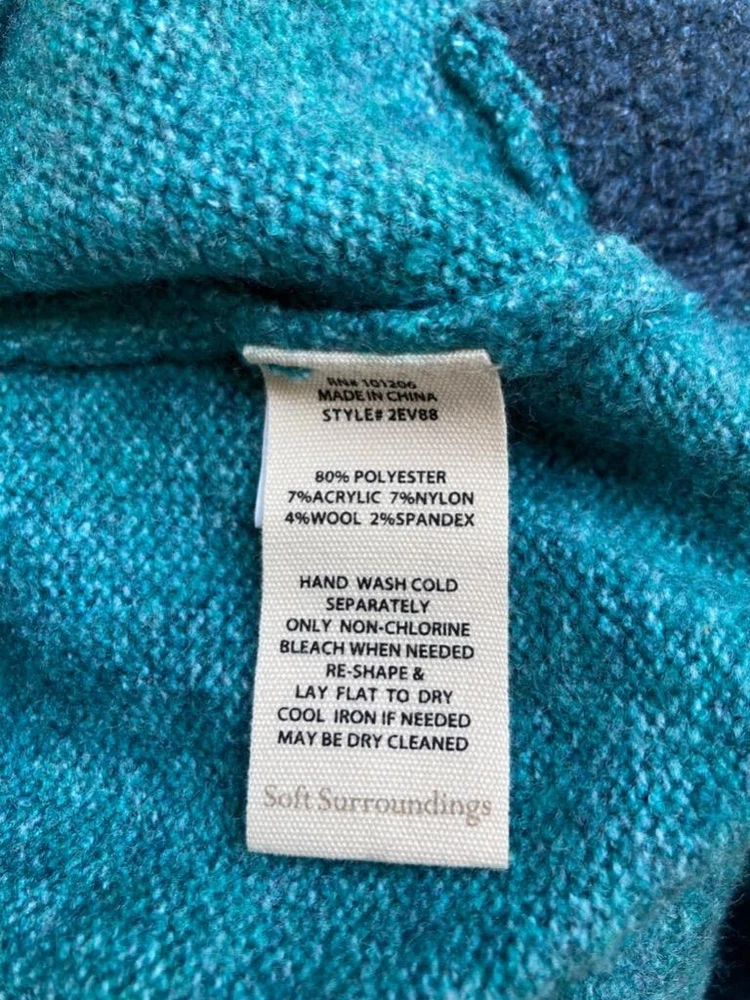 RN# 101206
MADE IN CHINA
STYLE# 2EV88
80% POLYESTER
7%ACRYLIC 7%NYLON
4%WOOL 2%SPANDEX
HAND WASH COLD
SEPARATELY
ONLY NON-CHLORINE
BLEACH WHEN NEEDED
RE-SHAPE &
LAY FLAT TO DRY
COOL IRON IF NEEDED
MAY BE DRY CLEANED
Soft Surroundings